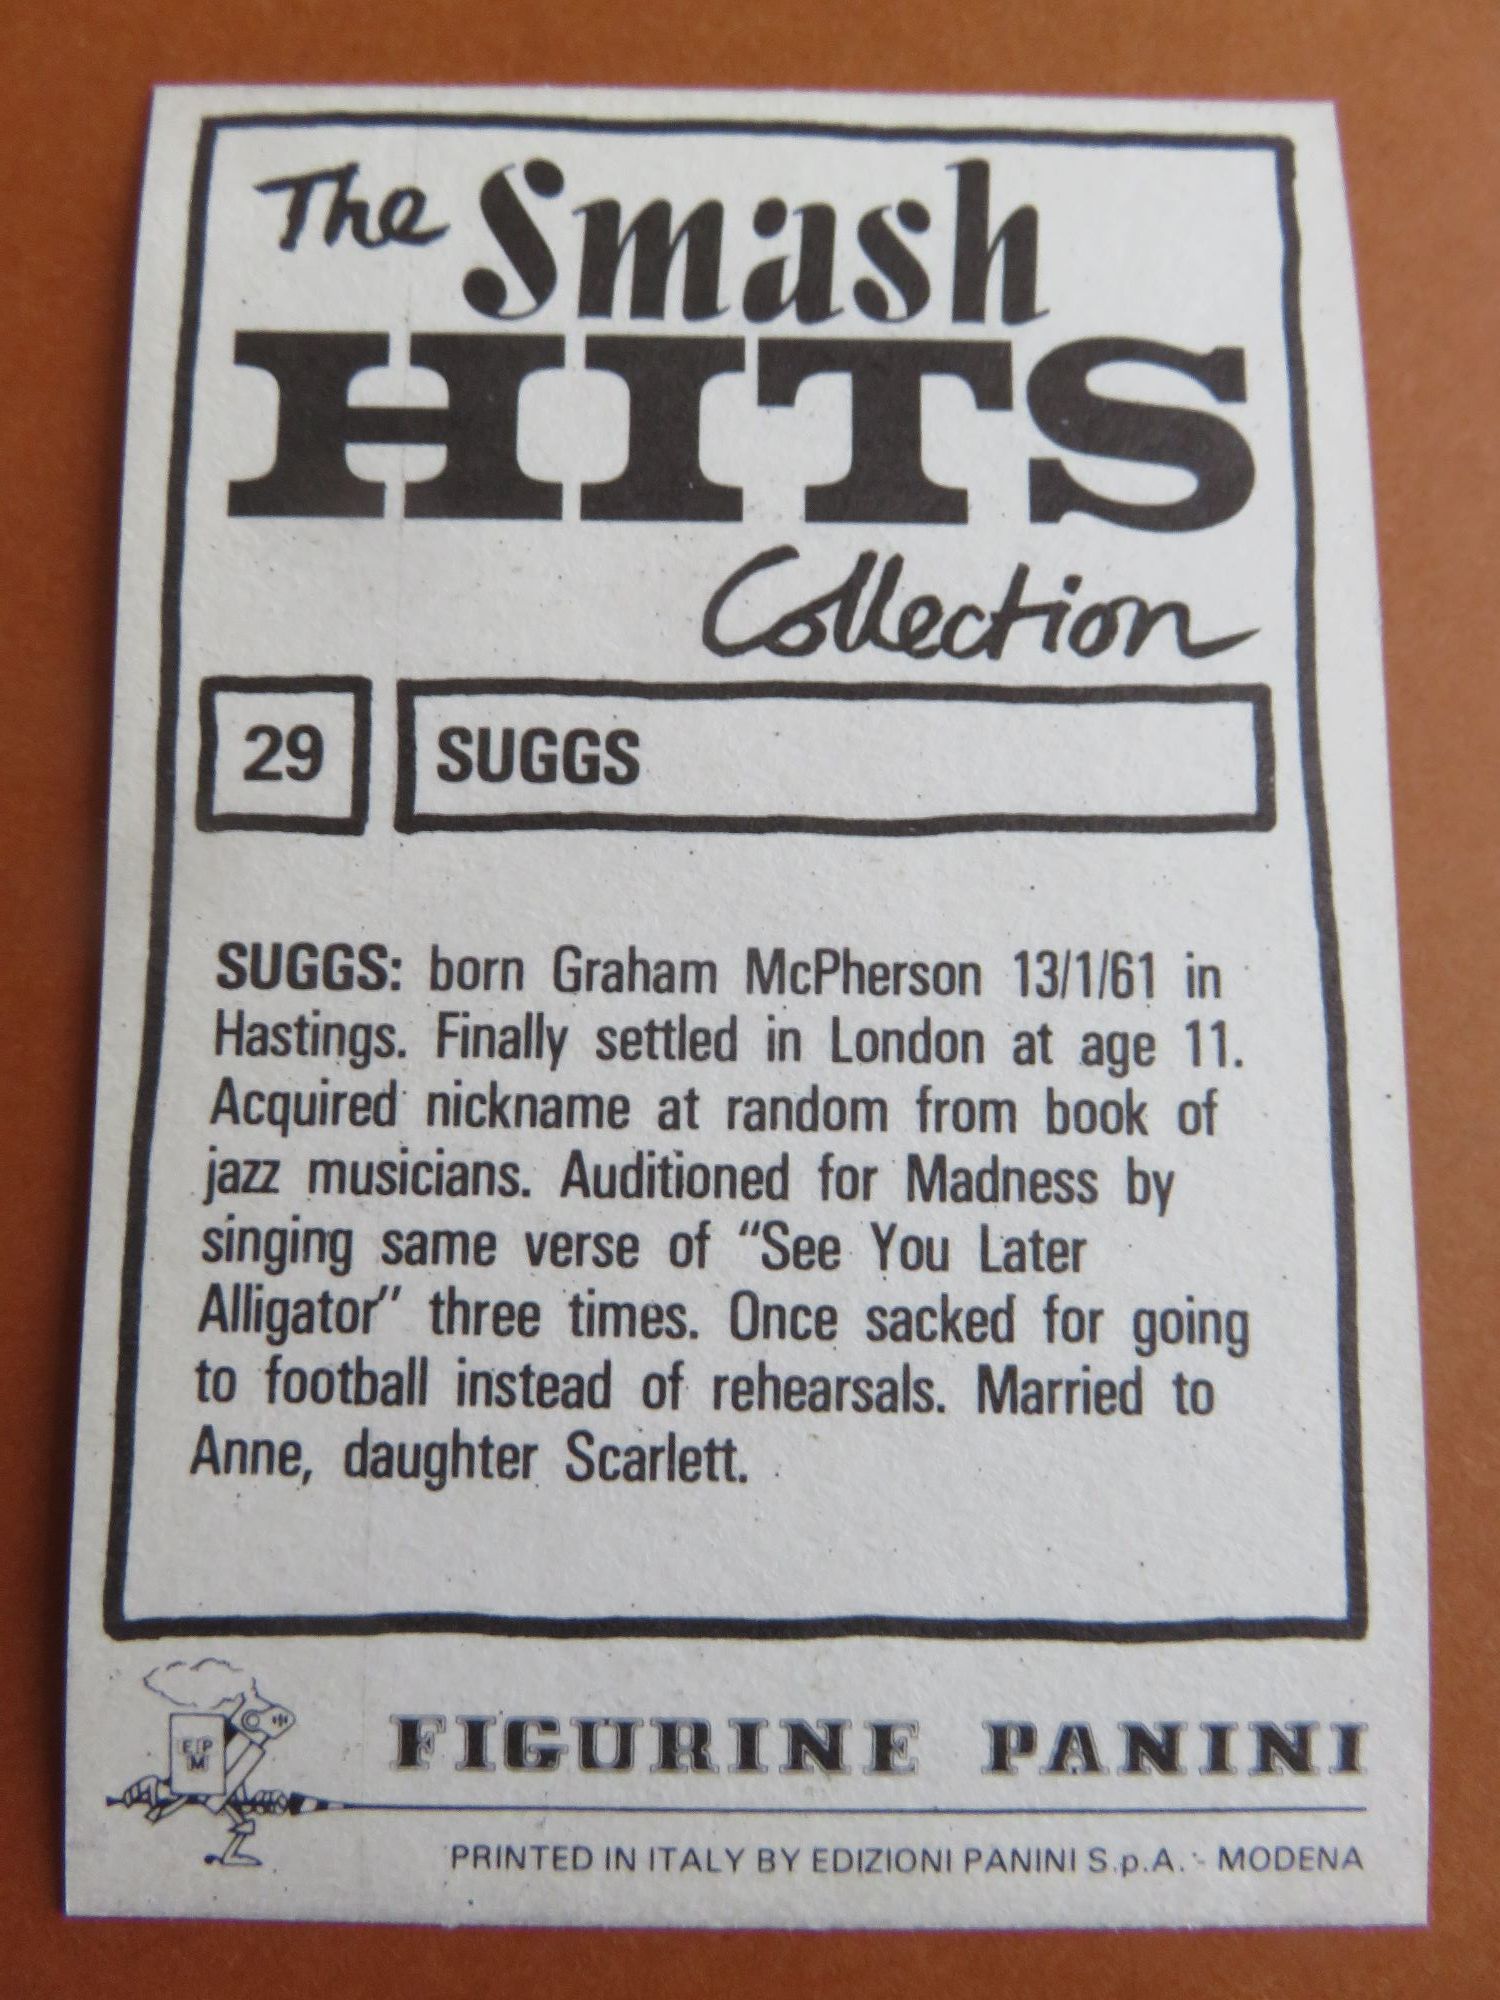 The Smash
HITS
Collection
29 SUGGS
SUGGS: born Graham McPherson 13/1/61 in
Hastings. Finally settled in London at age 11.
Acquired nickname at random from book of
jazz musicians. Auditioned for Madness by
singing same verse of “See You Later
Alligator” three times. Once sacked for going
to football instead of rehearsals. Married to
Anne, daughter Scarlett.
EP
M
FIGURINE PANINI
PRINTED IN ITALY BY EDIZIONI PANINI S.p.A. - MODENA